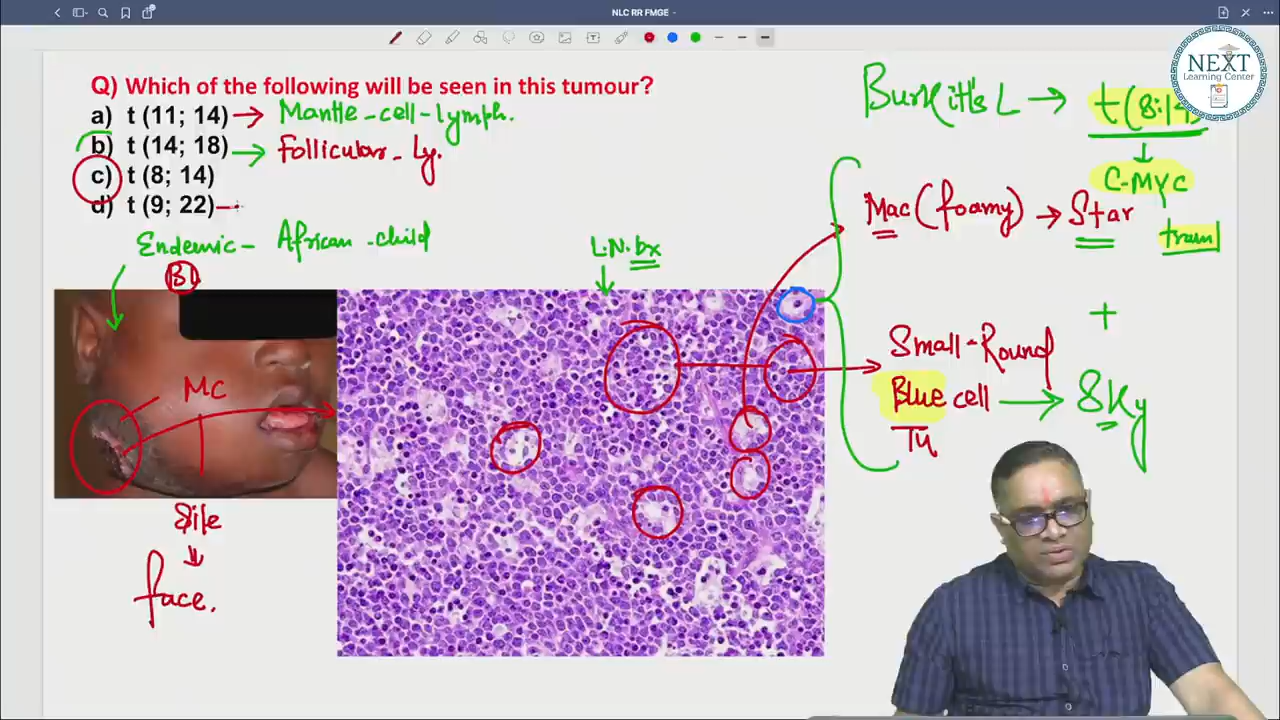 NLC RR FMGE
NEXT
Learning Center
Q) Which of the following will be seen in this tumour?
a) t (11; 14) → Mantle-cell-lymph.
b) t (14; 18) → Follicular-Ly.
c) t (8; 14)
d) t (9; 22)
Burkitt's L → t(8:14)
C-MYC
Mac (foamy) → Star
Endemic - African-child
BL
L.N. bx
+
MC
Small-Round
Blue cell → Sky
Tu
Site
face.